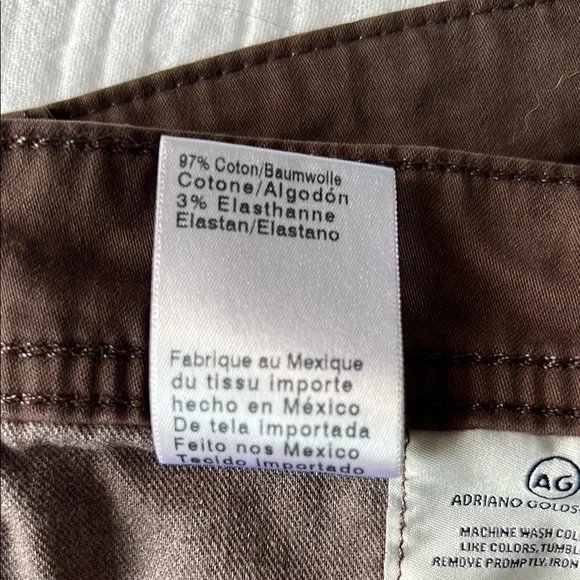 97% Coton/Baumwolle
Cotone/Algodón
3% Elasthanne
Elastan/Elastano
Fabrique au Mexique
du tissu importe
hecho en México
De tela importada
Feito nos Mexico
Tecido importado
AG
ADRIANO GOLDS
MACHINE WASH COL
LIKE COLORS, TUMBL
REMOVE PROMPTLY, IRON